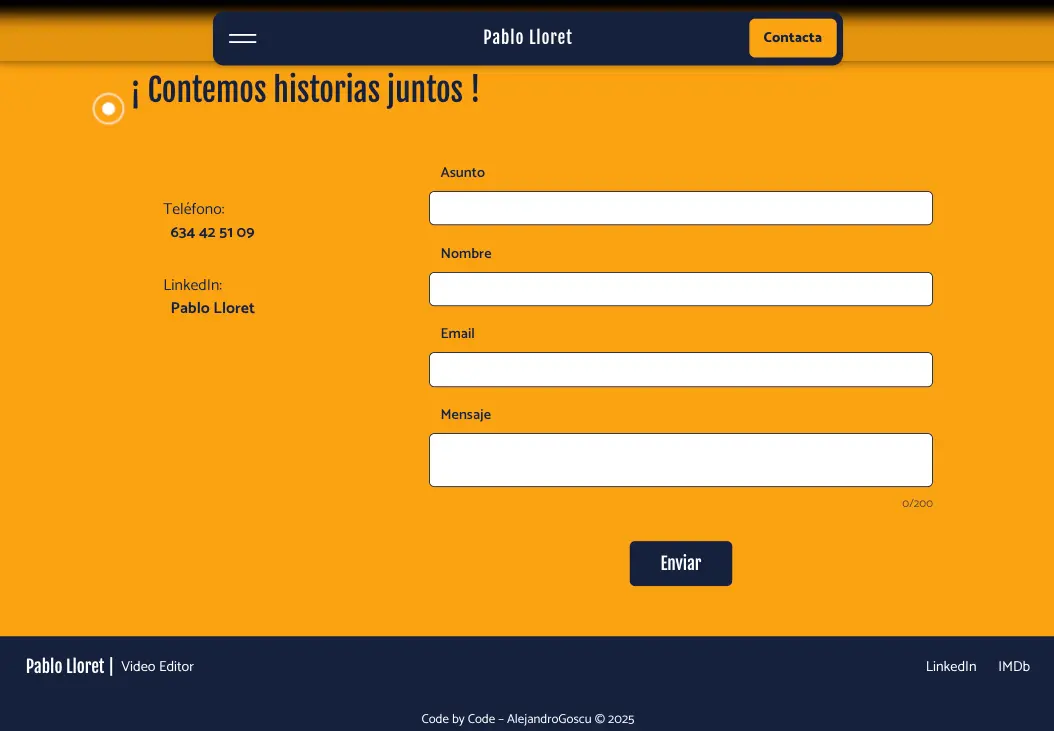 Pablo Lloret
Contacta
¡ Contemos historias juntos !
Teléfono:
634 42 51 09
LinkedIn:
Pablo Lloret
Asunto
Nombre
Email
Mensaje
0/200
Enviar
Pablo Lloret | Video Editor
LinkedIn IMDb
Code by Code – AlejandroGoscu © 2025